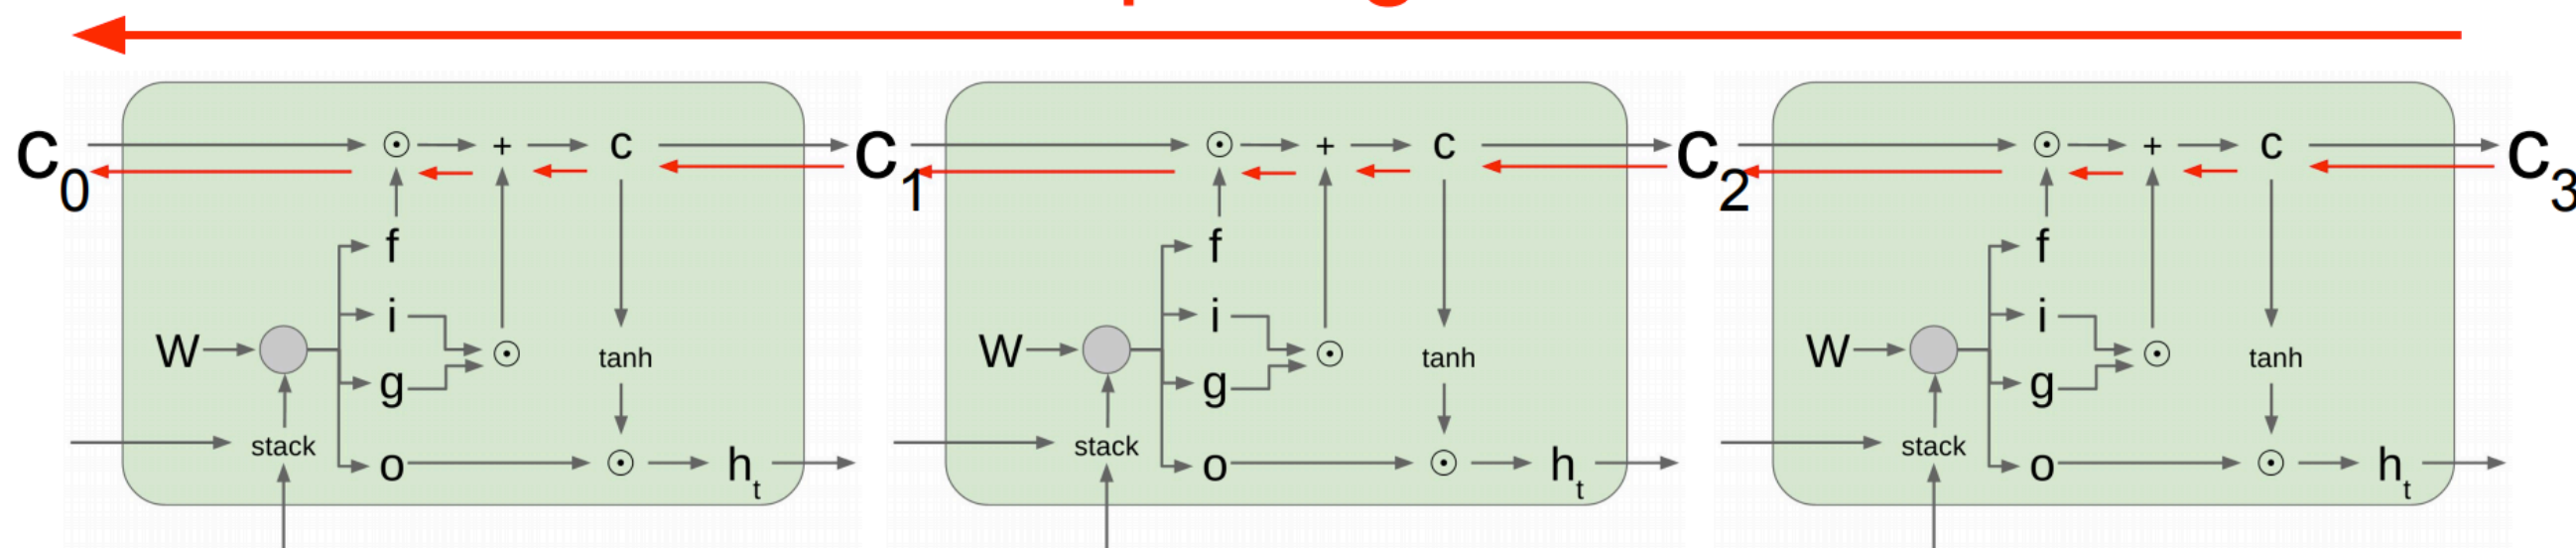 c0 c1 c2 c3
⊙ + c ⊙ + c ⊙ + c
f f f
i i i
W ⊙ tanh W ⊙ tanh W ⊙ tanh
g g g
stack stack stack
o ⊙ ht o ⊙ ht o ⊙ ht